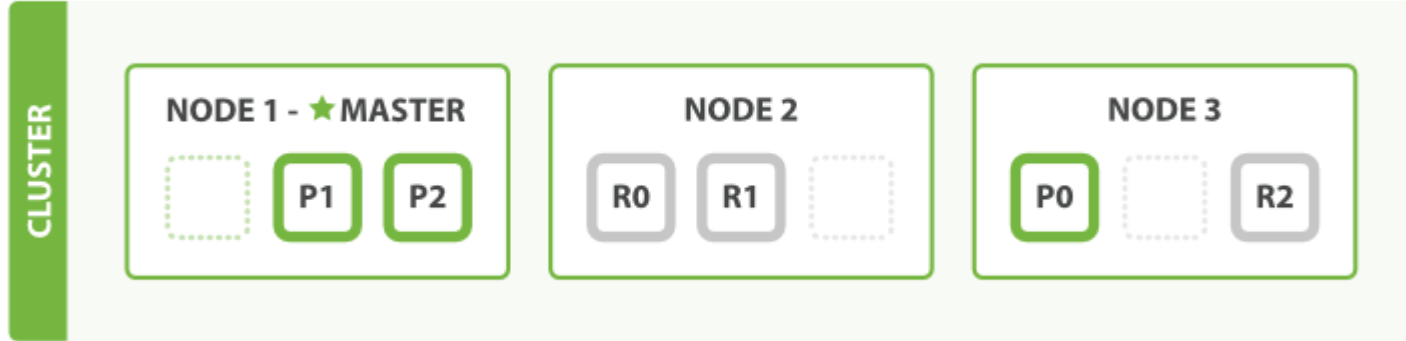 CLUSTER
NODE 1 - ★ MASTER
P1 P2
NODE 2
R0 R1
NODE 3
P0 R2